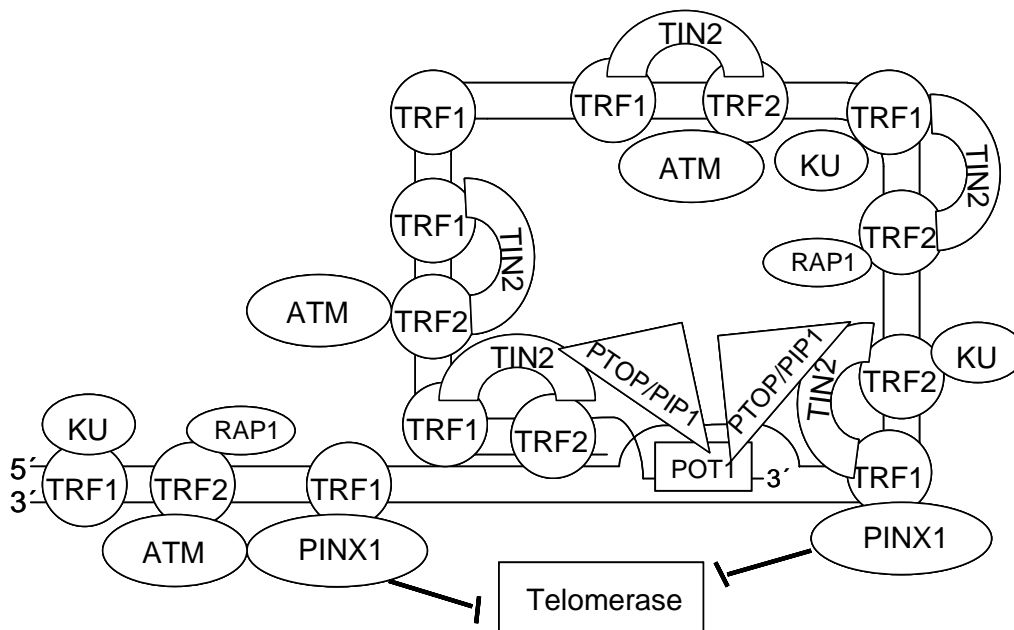 TIN2
TRF1
TRF1
TRF2
TRF1
ATM
KU
TIN2
TRF1
TIN2
TRF2
RAP1
ATM
TRF2
TIN2
PTOP/PIP1
PTOP/PIP1
TIN2
TRF2
KU
KU
RAP1
TRF1
TRF2
5´
TRF1
TRF2
TRF1
POT1
3´
TRF1
3´
ATM
PINX1
PINX1
Telomerase